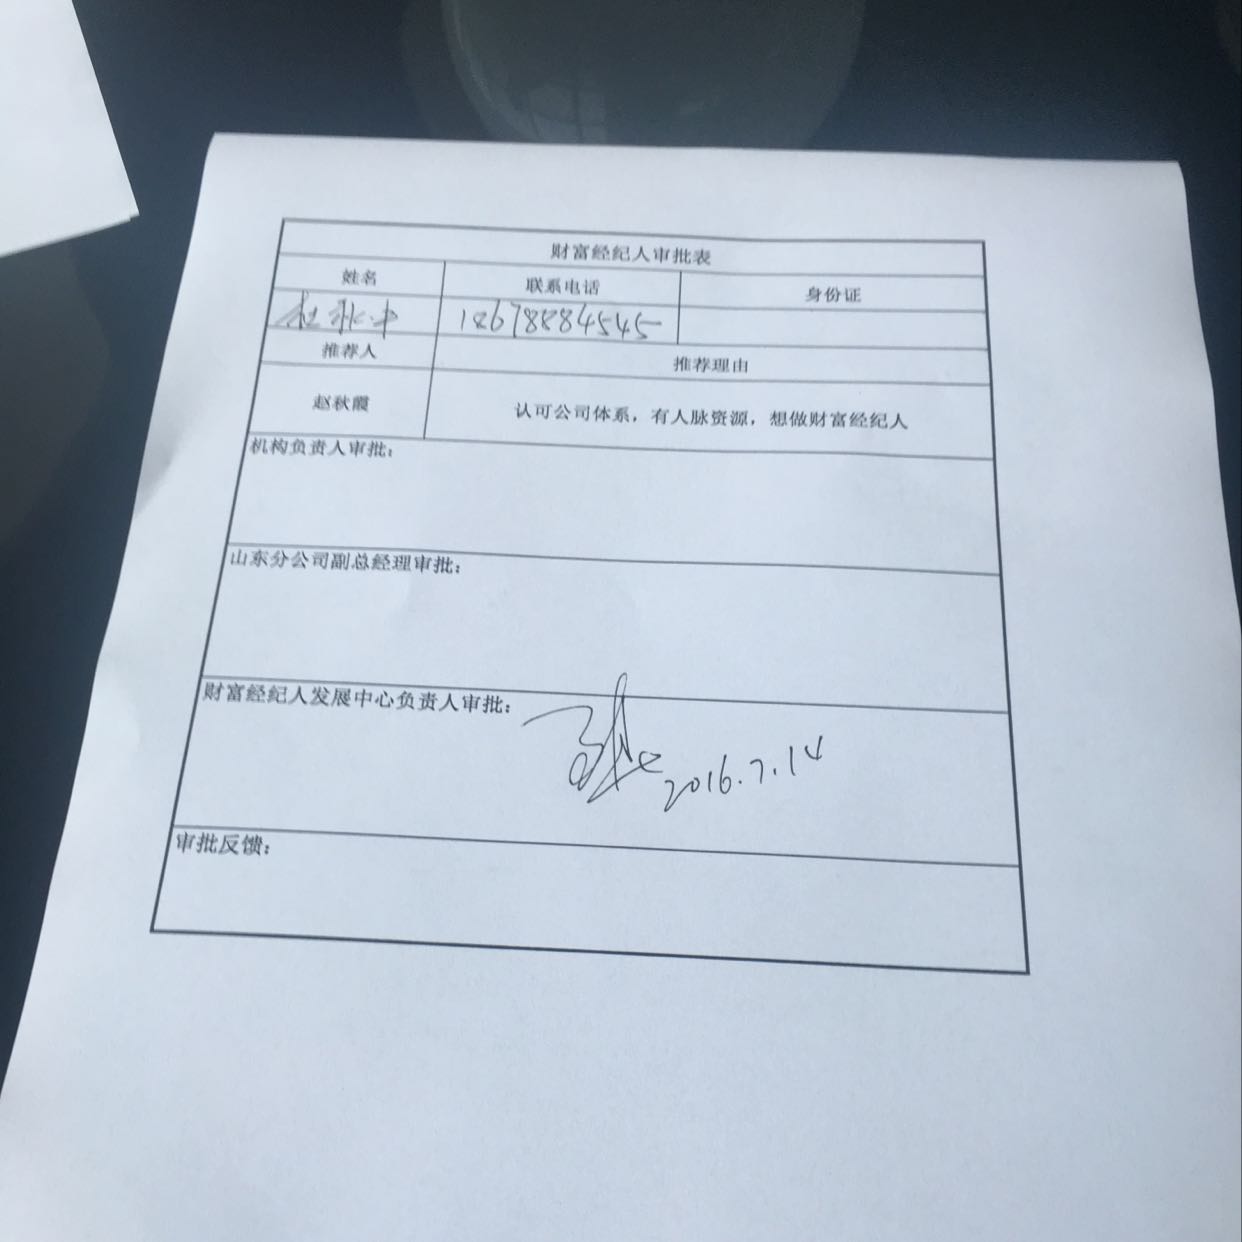 财富经纪人审批表
姓名 联系电话 身份证
18678884545
推荐人 推荐理由
赵秋霞 认可公司体系，有人脉资源，想做财富经纪人
机构负责人审批：
山东分公司副总经理审批：
财富经纪人发展中心负责人审批：
2016.7.14
审批反馈：